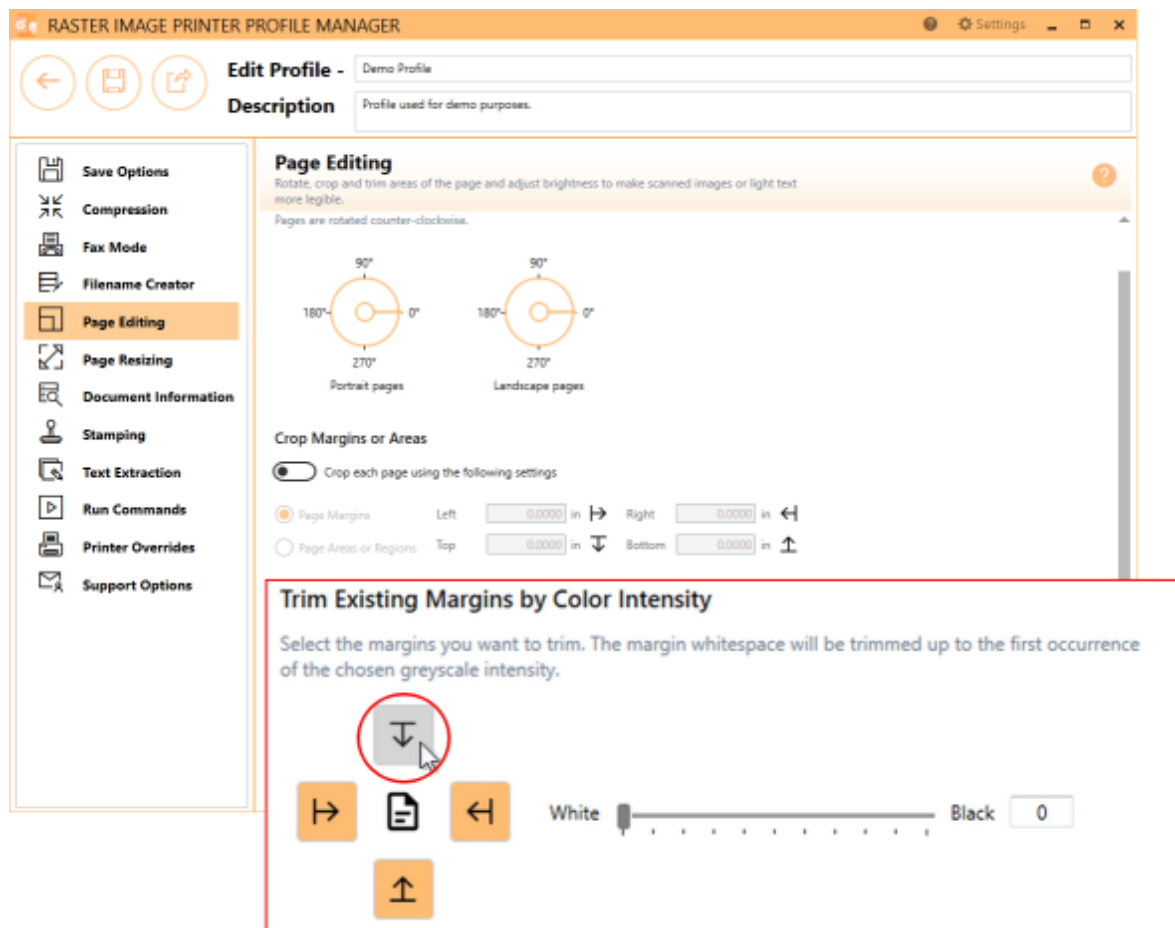 RASTER IMAGE PRINTER PROFILE MANAGER
Settings
Edit Profile - Demo Profile
Description Profile used for demo purposes.
Save Options
Compression
Fax Mode
Filename Creator
Page Editing
Page Resizing
Document Information
Stamping
Text Extraction
Run Commands
Printer Overrides
Support Options
Page Editing
Rotate, crop and trim areas of the page and adjust brightness to make scanned images or light text
more legible.
Pages are rotated counter-clockwise.
90° 90°
180° 0° 180° 0°
270° 270°
Portrait pages Landscape pages
Crop Margins or Areas
Crop each page using the following settings
Page Margins Left 0.0000 in Right 0.0000 in
Page Areas or Regions Top 0.0000 in Bottom 0.0000 in
Trim Existing Margins by Color Intensity
Select the margins you want to trim. The margin whitespace will be trimmed up to the first occurrence
of the chosen greyscale intensity.
White Black 0